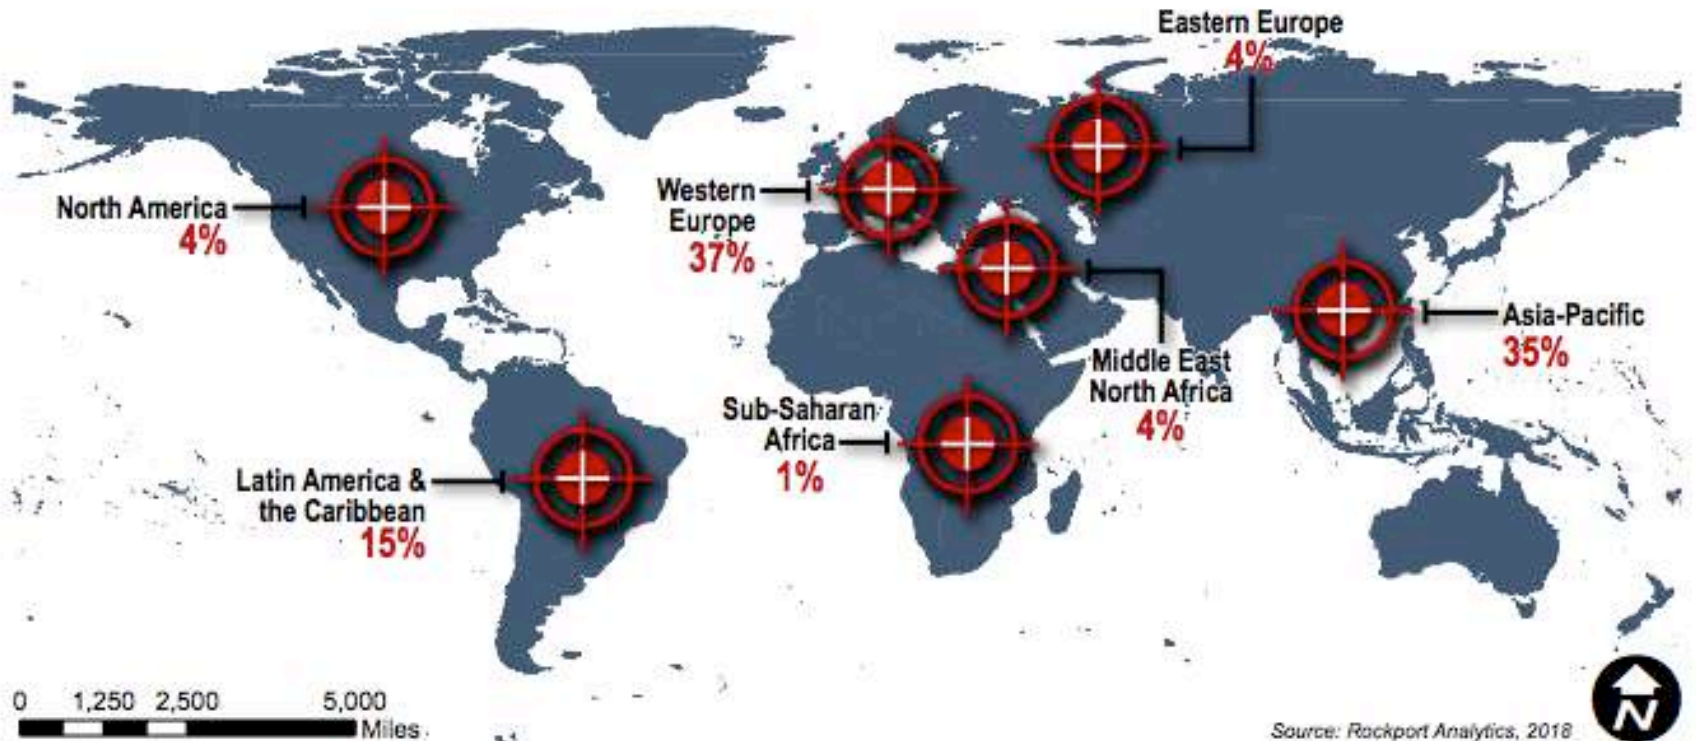 Eastern Europe
4%
North America
4%
Western
Europe
37%
Asia-Pacific
35%
Middle East
North Africa
4%
Sub-Saharan
Africa
1%
Latin America &
the Caribbean
15%
0 1,250 2,500 5,000
Miles
N
Source: Rockport Analytics, 2018